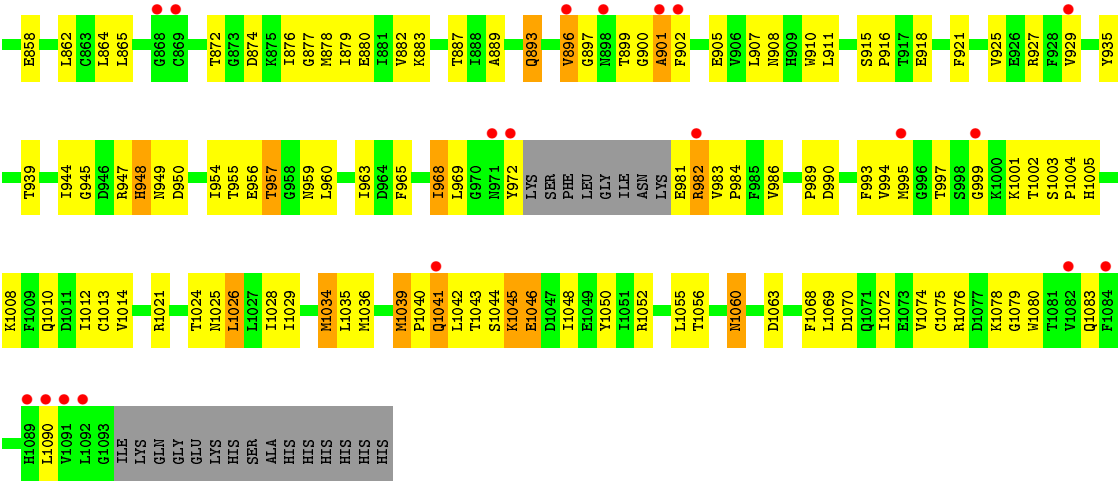 E858 L862 C863 L864 L865 G868 C869 T872 G873 D874 K875 I876 G877 M878 I879 E880 I881 V882 K883 T887 I888 A889 Q893 V896 G897 N898 T899 G900 A901 F902 E905 V906 L907 N908 H909 W910 L911 S915 P916 T917 E918 F921 V925 E926 R927 F928 V929 Y935
T939 I944 G945 D946 R947 H948 N949 D950 I954 T955 E956 T957 G958 N959 L960 I963 D964 F965 I968 L969 G970 N971 Y972 LYS SER PHE LEU GLY ILE ASN LYS E981 R982 V983 P984 F985 V986 P989 D990 F993 V994 M995 G996 T997 S998 G999 K1000 K1001 T1002 S1003 P1004 H1005
K1008 F1009 Q1010 D1011 I1012 C1013 V1014 R1021 T1024 N1025 L1026 L1027 I1028 I1029 M1034 L1035 M1036 M1039 P1040 Q1041 L1042 T1043 S1044 K1045 E1046 D1047 I1048 E1049 Y1050 I1051 R1052 L1055 T1056 N1060 D1063 F1068 L1069 D1070 Q1071 I1072 E1073 V1074 C1075 R1076 D1077 K1078 G1079 W1080 T1081 V1082 Q1083 F1084
H1089 L1090 V1091 L1092 G1093 ILE LYS GLN GLY GLU LYS HIS SER ALA HIS HIS HIS HIS HIS HIS